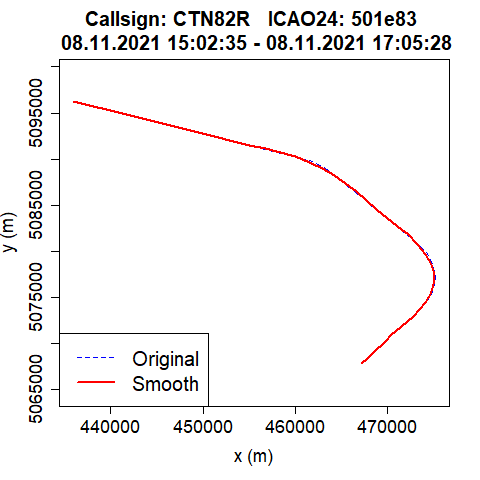 Callsign: CTN82R   ICAO24: 501e83
08.11.2021 15:02:35 - 08.11.2021 17:05:28
5095000
5085000
5075000
5065000
y (m)
Original
Smooth
440000 450000 460000 470000
x (m)